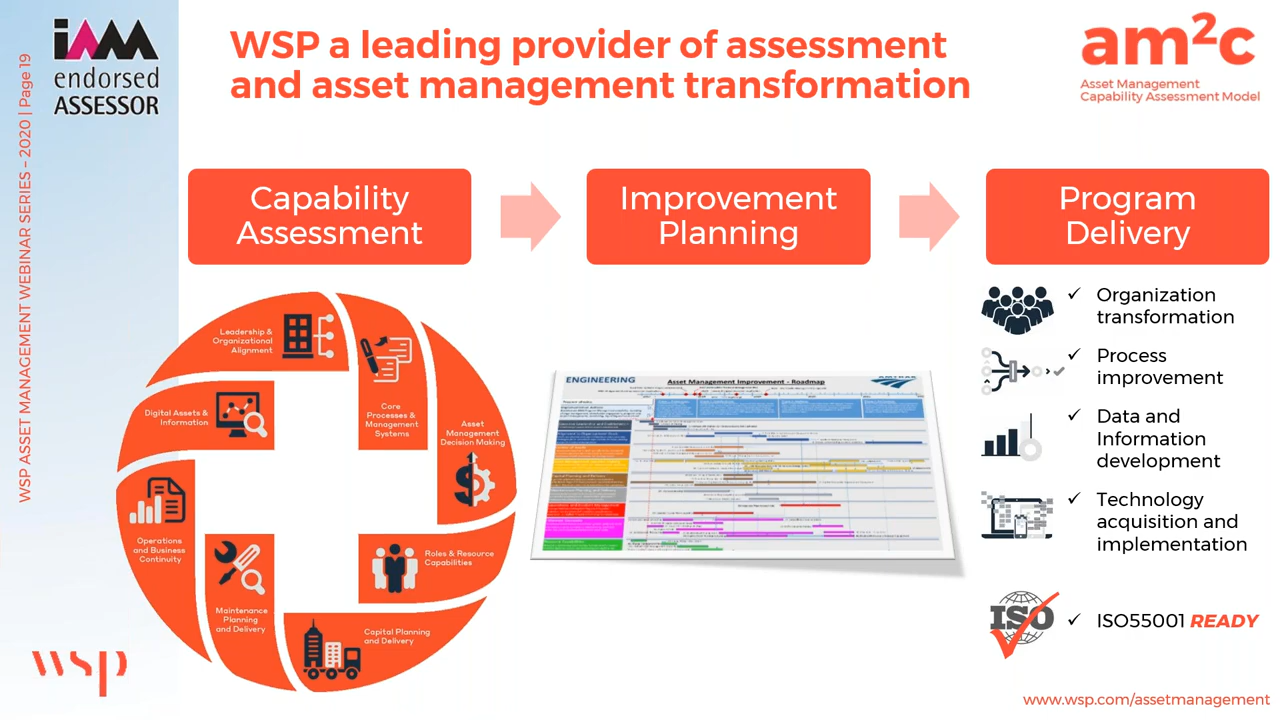 WSP ASSET MANAGEMENT WEBINAR SERIES – 2020 | Page 19
iAM
endorsed
ASSESSOR
WSP a leading provider of assessment
and asset management transformation
am²c
Asset Management
Capability Assessment Model
Capability
Assessment
Improvement
Planning
Program
Delivery
Leadership &
Organizational
Alignment
Core
Processes &
Management
Systems
Asset
Management
Decision Making
Digital Assets &
Information
Operations
and Business
Continuity
Roles & Resource
Capabilities
Maintenance
Planning
and Delivery
Capital Planning
and Delivery
ENGINEERING
Asset Management Improvement - Roadmap
AMTRAK
✓ Organization
transformation
✓ Process
improvement
✓ Data and
Information
development
✓ Technology
acquisition and
implementation
ISO
✓ ISO55001 READY
wsp
www.wsp.com/assetmanagement